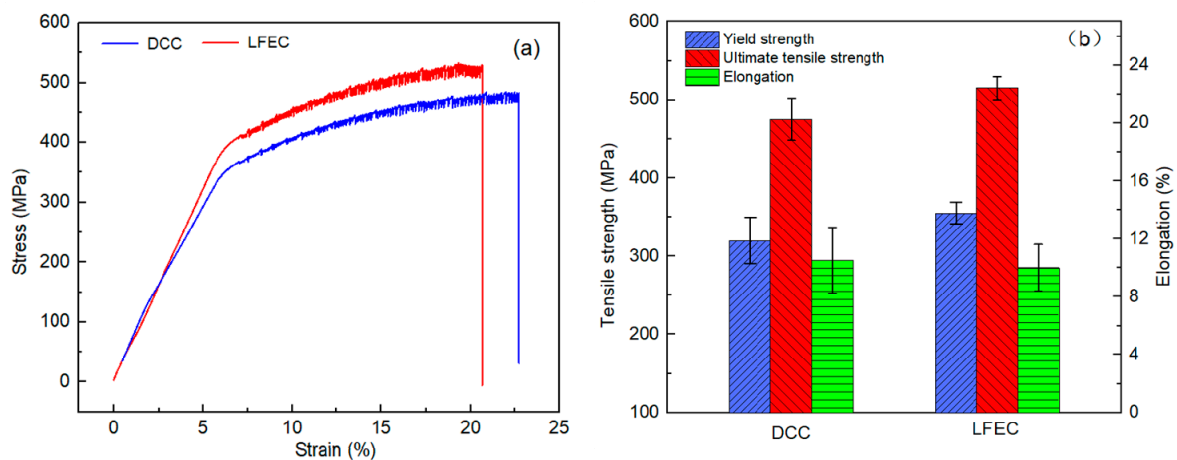 600
500
400
300
200
100
0
Stress (MPa)
DCC
LFEC
(a)
0
5
10
15
20
25
Strain (%)
600
500
400
300
200
100
Tensile strength (MPa)
Yield strength
Ultimate tensile strength
Elongation
(b)
24
20
16
12
8
4
0
Elongation (%)
DCC
LFEC